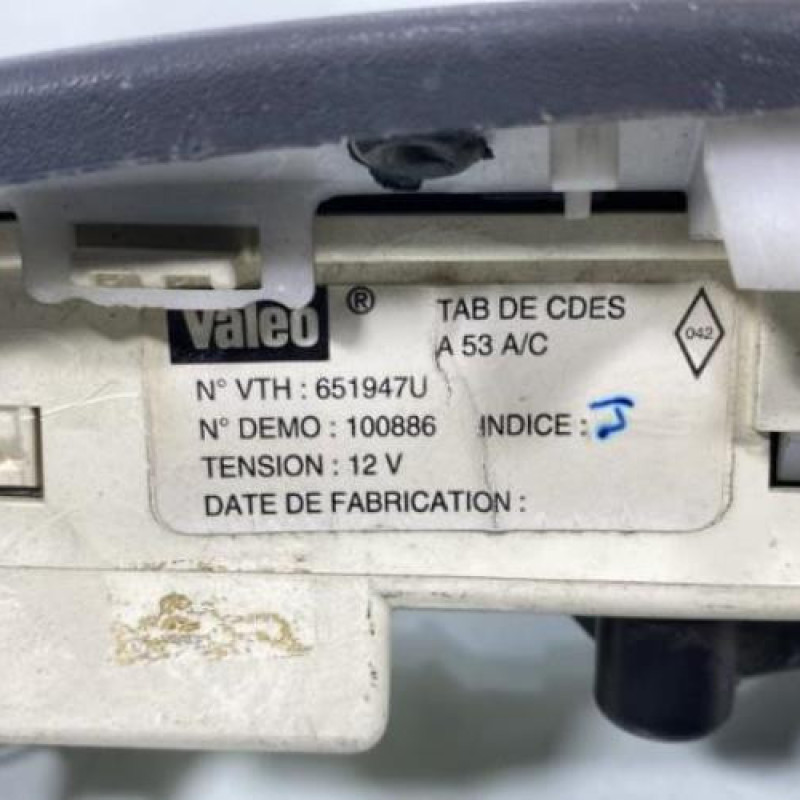 Valeo ®
TAB DE CDES
A 53 A/C
042
N° VTH : 651947U
N° DEMO : 100886 INDICE : J
TENSION : 12 V
DATE DE FABRICATION :